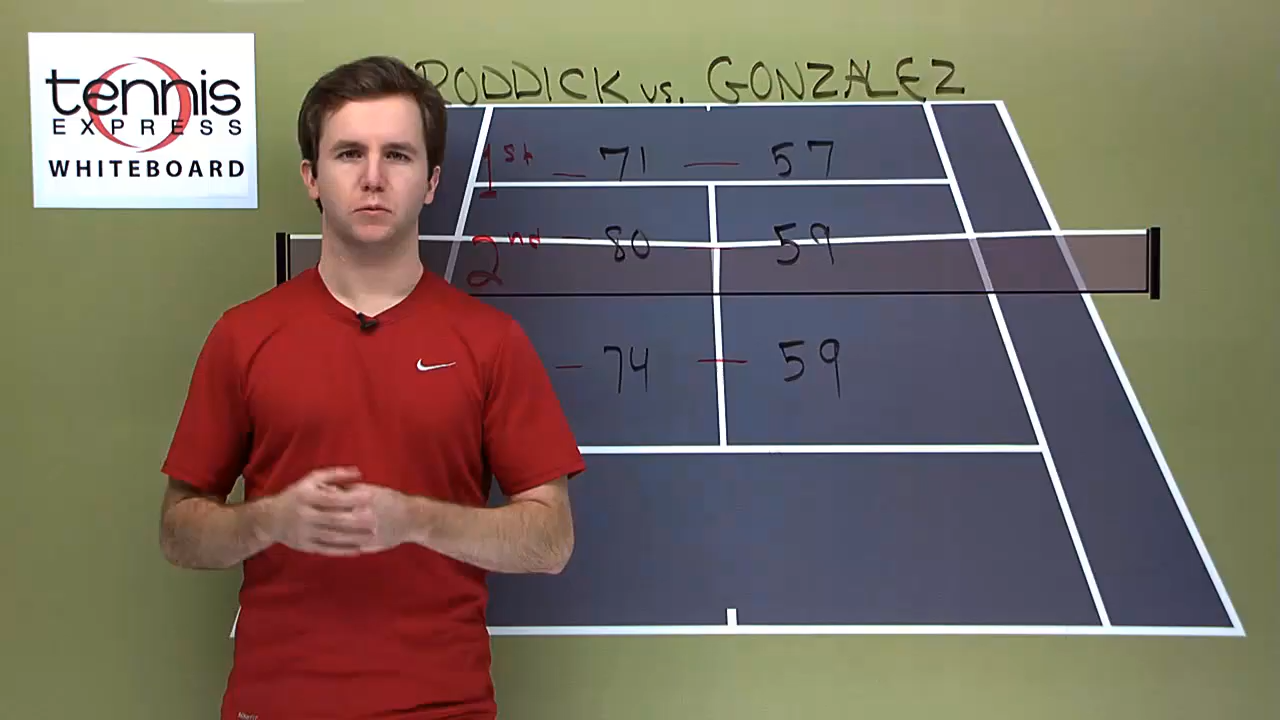 tennis
EXPRESS
WHITEBOARD
RODDICK vs. GONZALEZ
1st — 71 — 57
2nd — 80 — 59
— 74 — 59